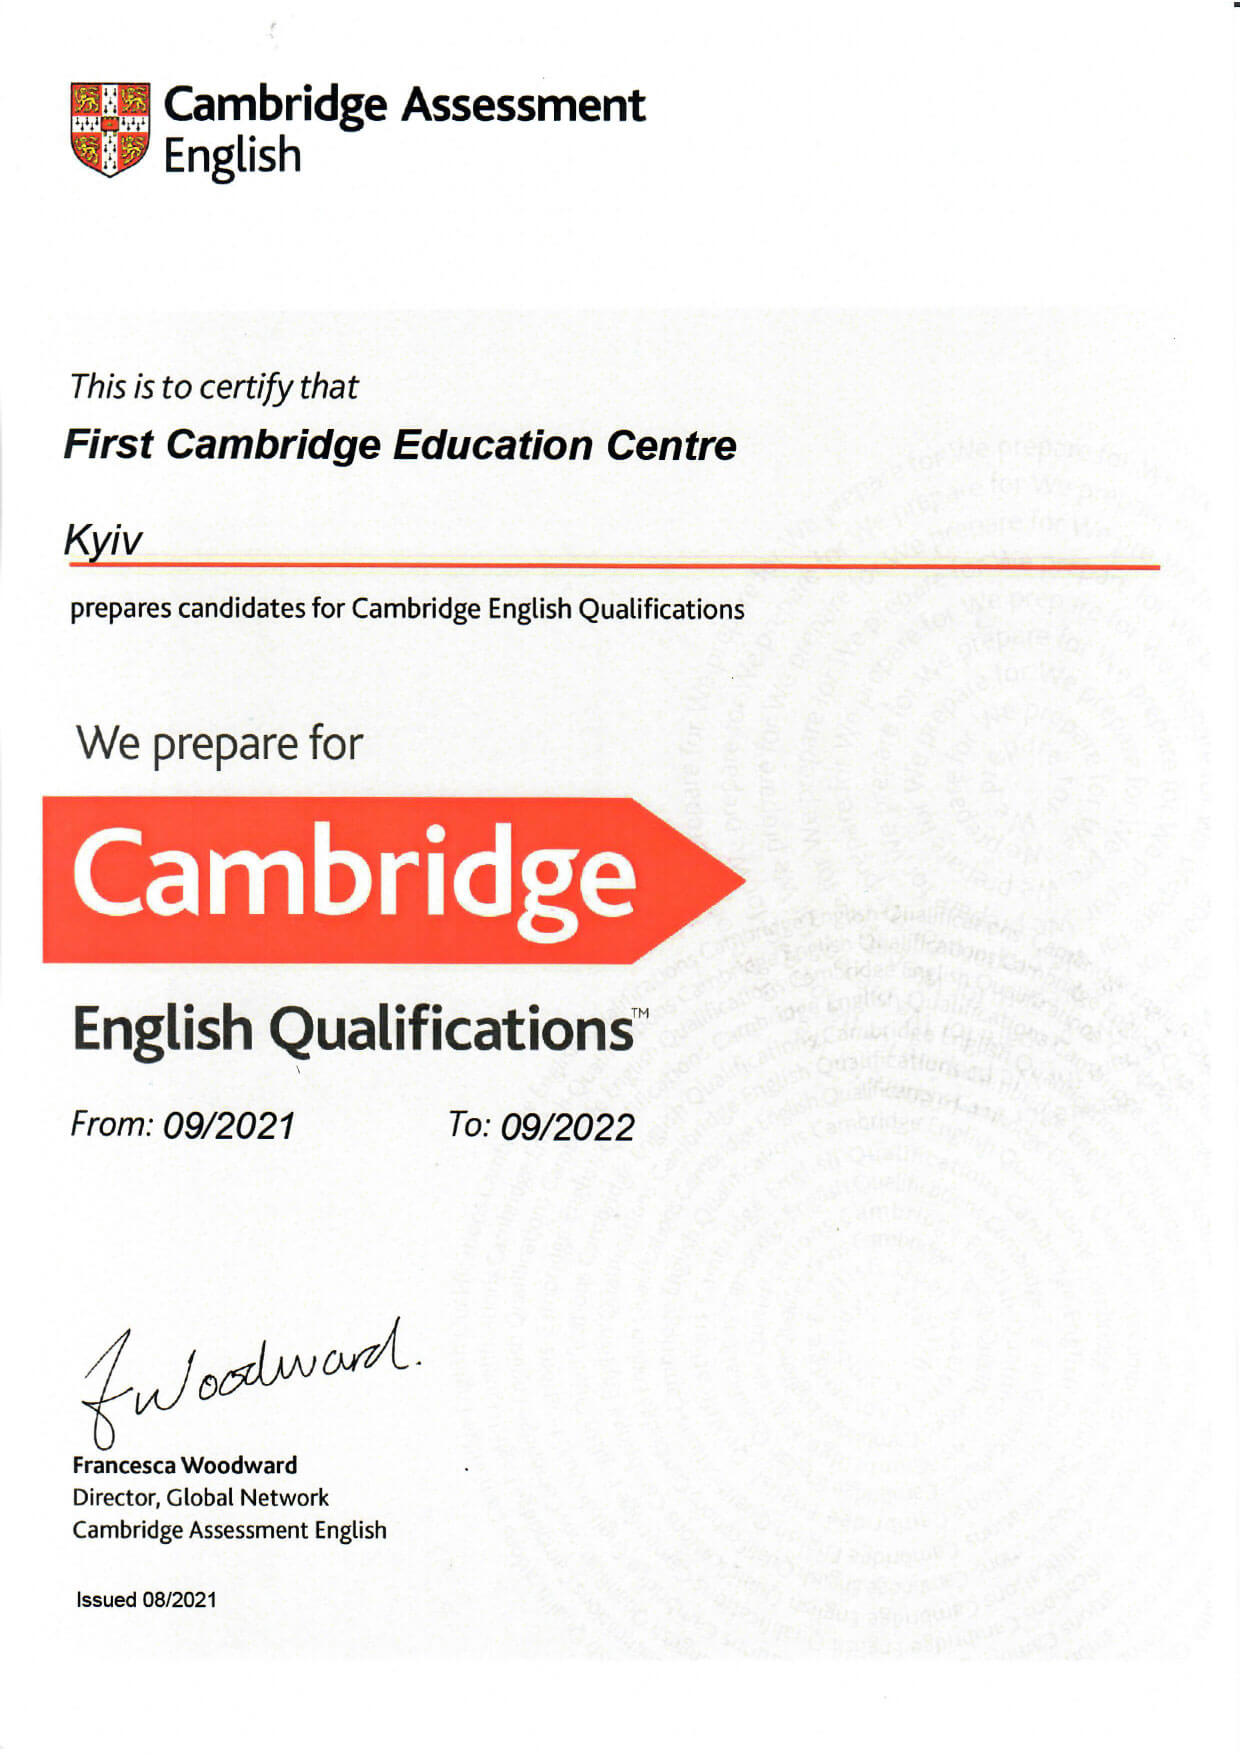 Cambridge Assessment
English
This is to certify that
First Cambridge Education Centre
Kyiv
prepares candidates for Cambridge English Qualifications
We prepare for
Cambridge
English Qualifications™
From: 09/2021 To: 09/2022
F Woodward.
Francesca Woodward
Director, Global Network
Cambridge Assessment English
Issued 08/2021